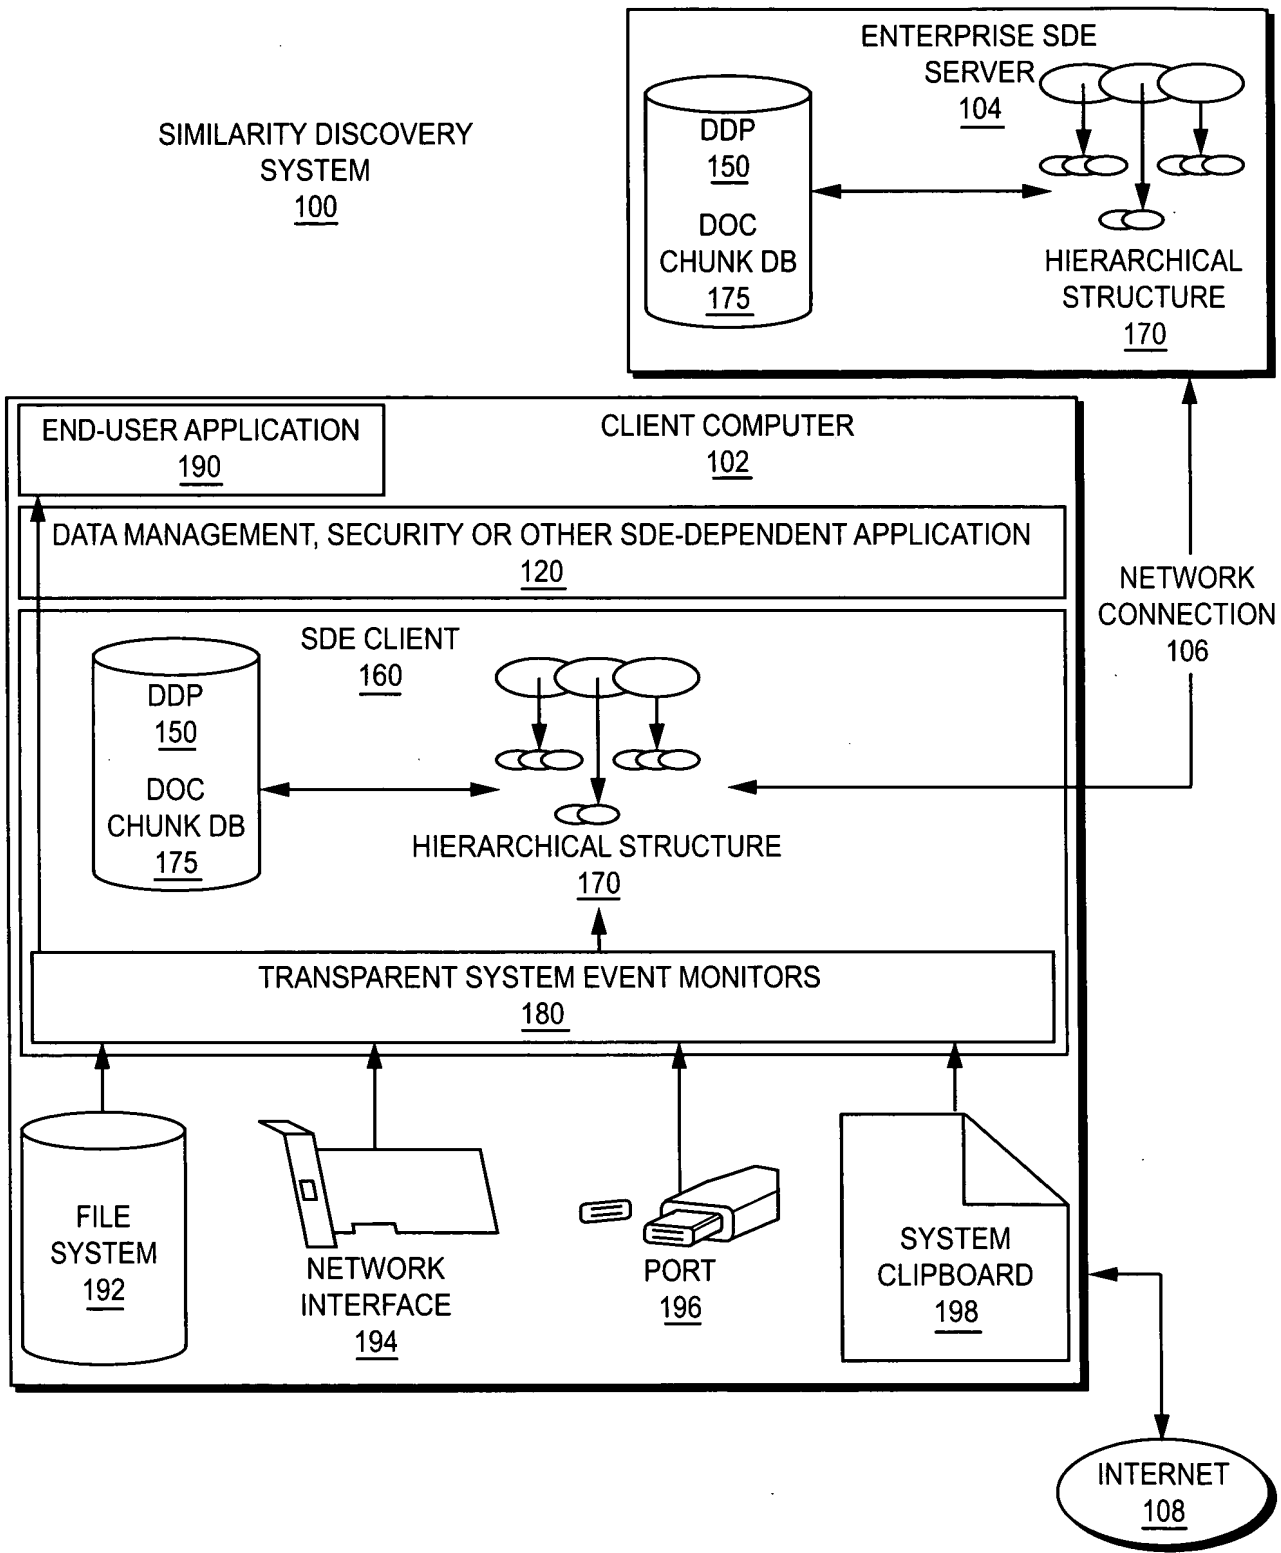 SIMILARITY DISCOVERY
SYSTEM
100
ENTERPRISE SDE
SERVER
104
DDP
150
DOC
CHUNK DB
175
HIERARCHICAL
STRUCTURE
170
END-USER APPLICATION
190
CLIENT COMPUTER
102
DATA MANAGEMENT, SECURITY OR OTHER SDE-DEPENDENT APPLICATION
120
NETWORK
CONNECTION
106
SDE CLIENT
160
DDP
150
DOC
CHUNK DB
175
HIERARCHICAL STRUCTURE
170
TRANSPARENT SYSTEM EVENT MONITORS
180
FILE
SYSTEM
192
NETWORK
INTERFACE
194
PORT
196
SYSTEM
CLIPBOARD
198
INTERNET
108